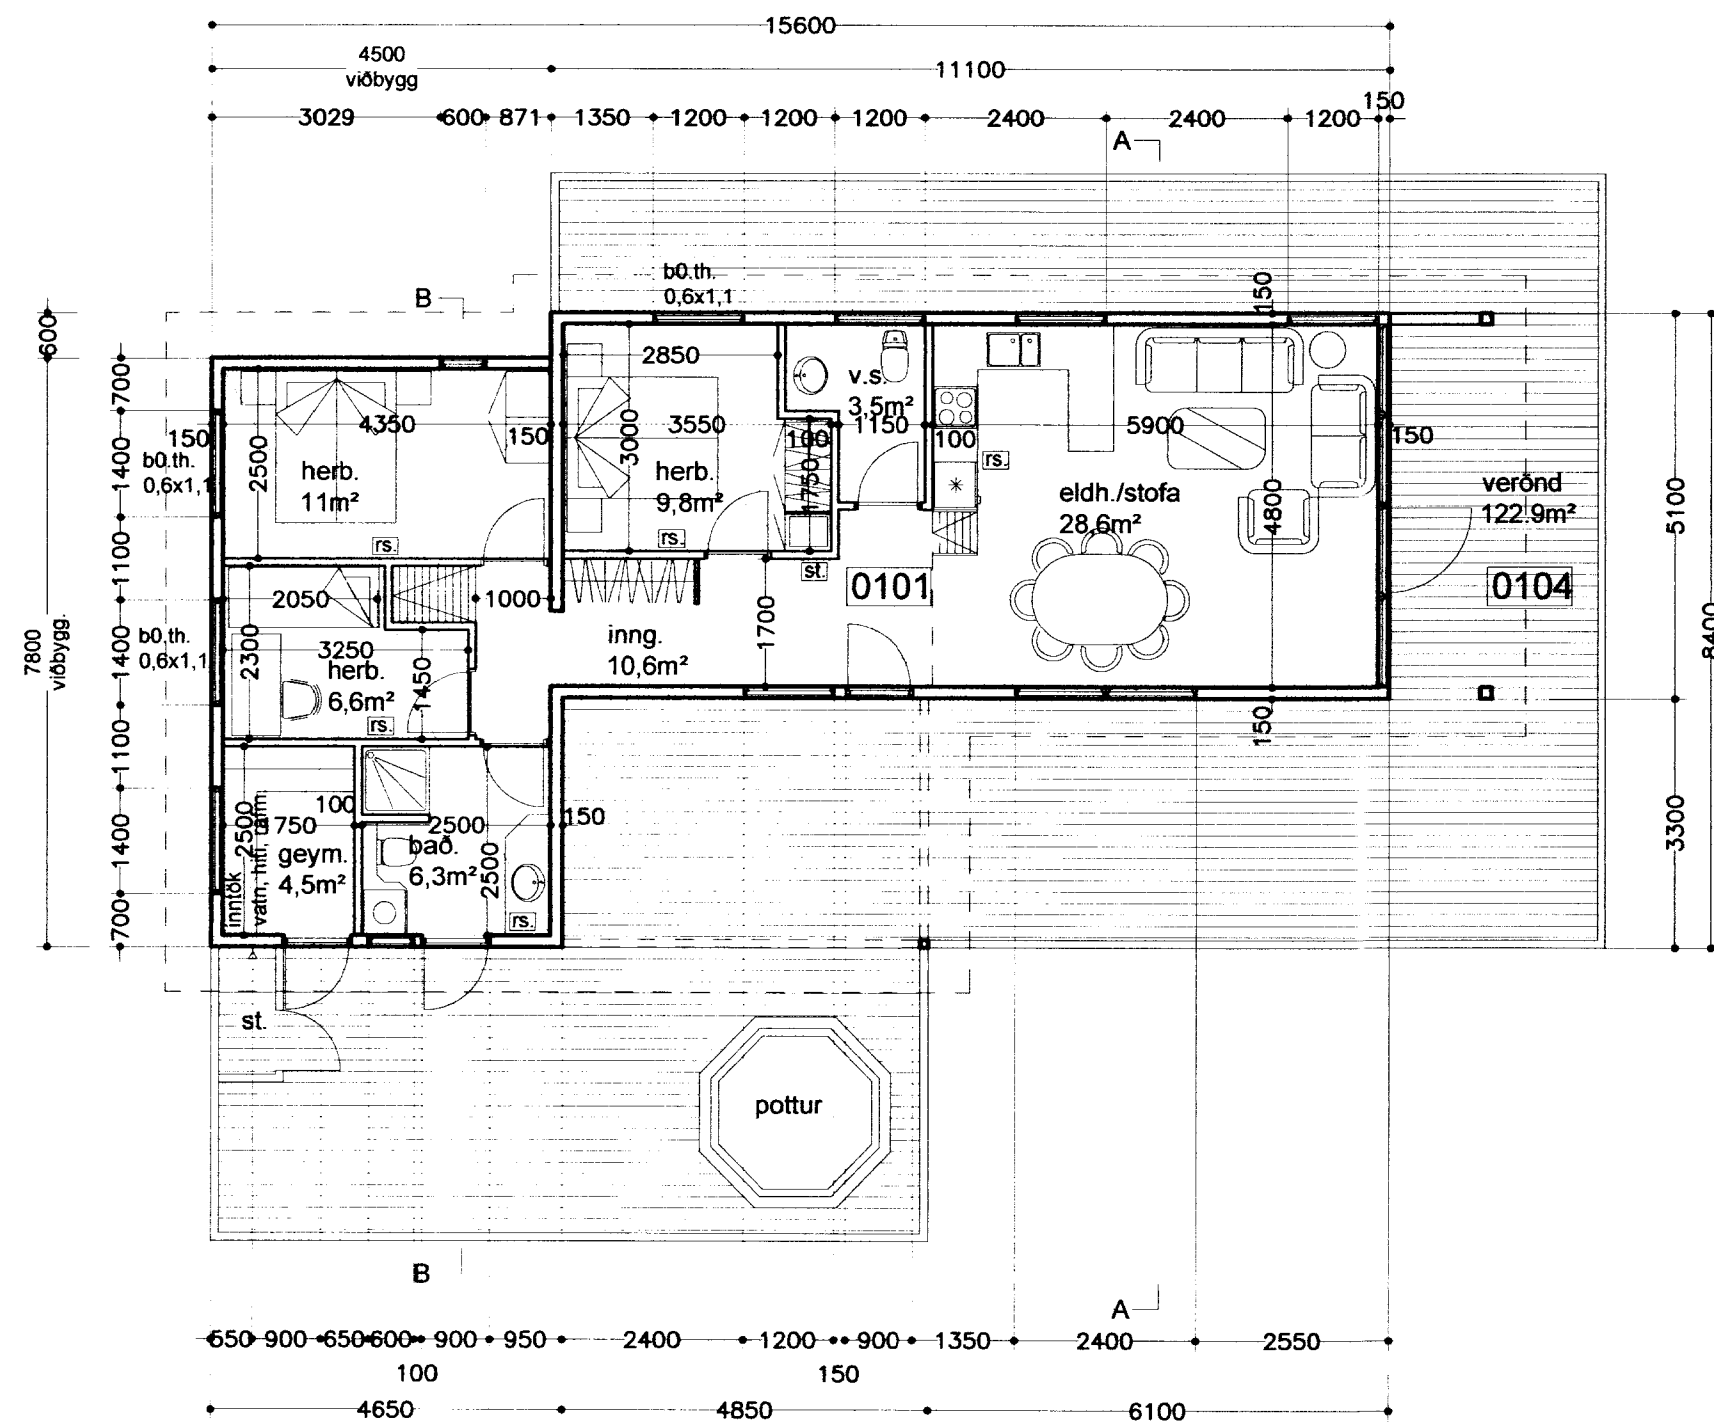 15600
4500
viðbygg
11100
150
3029 600 871 1350 1200 1200 1200 2400 2400 1200
A
B
b0.th.
0,6x1,1
150
600
700
2850
v.s.
3,5m²
4350
150
3550
1150
5900
150
150
100
100
b0.th.
0,6x1,1
1400
2500
3000
1750
rs.
herb.
11m²
herb.
9,8m²
eldh./stofa
28,6m²
4800
verönd
122.9m²
5100
rs.
rs.
st.
0101
0104
1100
2050
1000
1700
8400
7800
viðbygg.
b0.th.
0,6x1,1
1400
2300
3250
herb.
6,6m²
1450
inng.
10,6m²
rs.
150
1100
100
750
2500
150
2500
geym.
4,5m²
bað.
6,3m²
2500
1400
3300
inntök
vatn, hiti, rafm.
rs.
700
st.
pottur
B
A
650 900 650 600 900 950 2400 1200 900 1350 2400 2550
100
150
4650
4850
6100